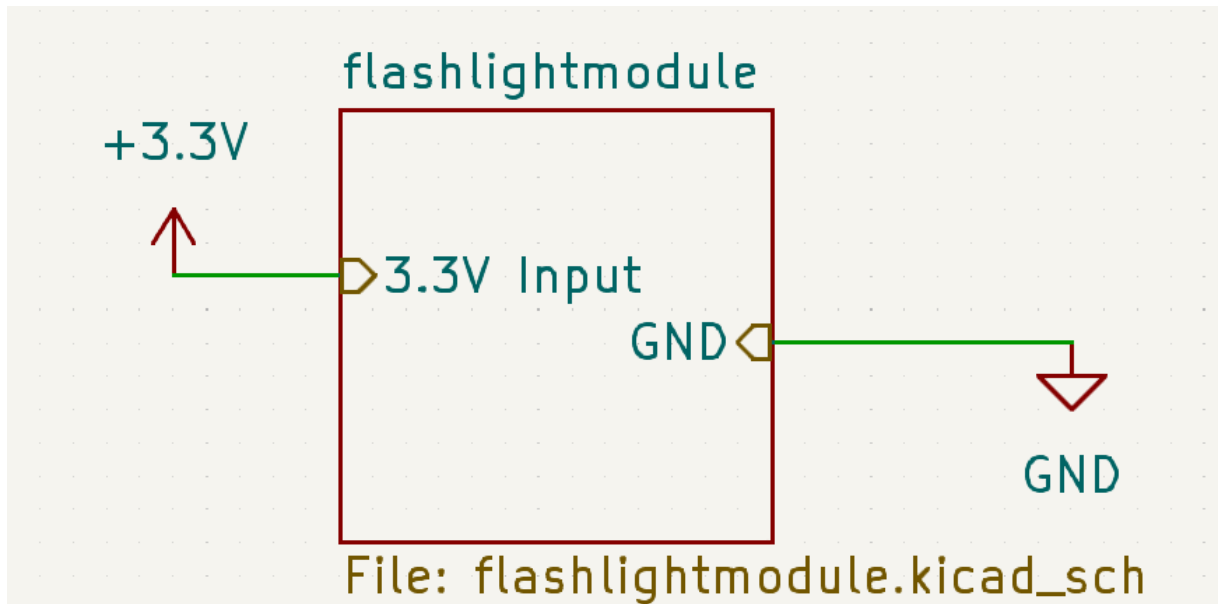 flashlightmodule
+3.3V
3.3V Input
GND
GND
File: flashlightmodule.kicad_sch